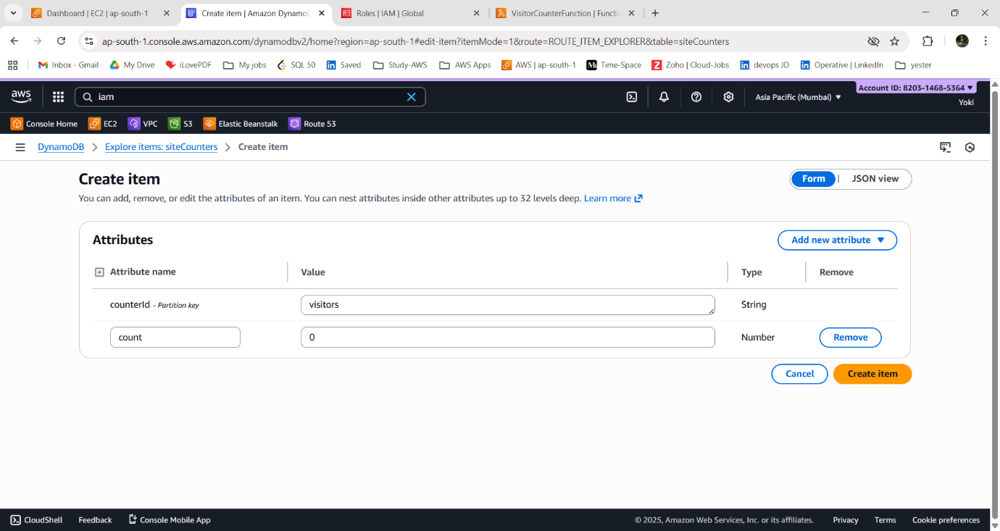 Dashboard | EC2 | ap-south-1
Create item | Amazon DynamoD
Roles | IAM | Global
VisitorCounterFunction | Functi
ap-south-1.console.aws.amazon.com/dynamodbv2/home?region=ap-south-1#edit-item?itemMode=1&route=ROUTE_ITEM_EXPLORER&table=siteCounters
Inbox - Gmail
My Drive
iLovePDF
My jobs
SQL 50
Saved
Study-AWS
AWS Apps
AWS | ap-south-1
Time-Space
Zoho | Cloud-Jobs
devops JD
Operative | LinkedIn
yester
aws
iam
Asia Pacific (Mumbai)
Account ID: 8203-1468-5364
Yoki
Console Home
EC2
VPC
S3
Elastic Beanstalk
Route 53
DynamoDB > Explore items: siteCounters > Create item
Create item
Form | JSON view
You can add, remove, or edit the attributes of an item. You can nest attributes inside other attributes up to 32 levels deep. Learn more
Attributes
Add new attribute
Attribute name
Value
Type
Remove
counterId - Partition key
visitors
String
count
0
Number
Remove
Cancel
Create item
CloudShell
Feedback
Console Mobile App
© 2025, Amazon Web Services, Inc. or its affiliates.
Privacy
Terms
Cookie preferences